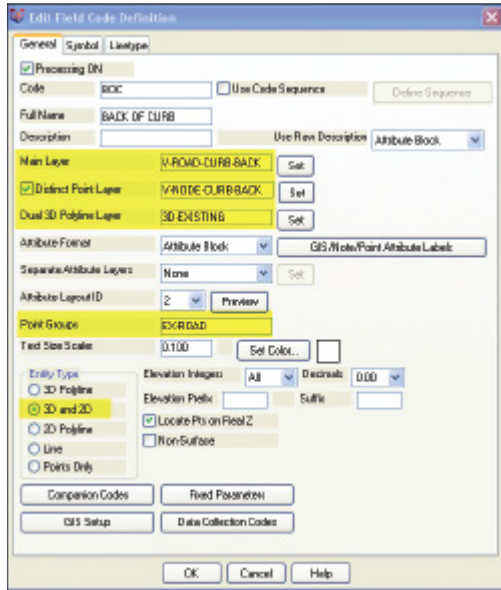 Edit Field Code Definition
General Symbol Linetype
Processing ON
Code BOC Use Code Sequence Define Sequence
Full Name BACK OF CURB
Description Use Raw Description Attribute Block
Main Layer V-ROAD-CURB-BACK Set
Distinct Point Layer V-NODE-CURB-BACK Set
Dual 3D Polyline Layer 3D-EXISTING Set
Attribute Format Attribute Block GIS/Note/Point Attribute Labels
Separate Attribute Layers None Set
Attribute Layout ID 2 Preview
Point Groups EX-ROAD
Text Size Scaler 0.100 Set Color...
Entity Type Elevation Integers All Decimals 0.00
3D Polyline Elevation Prefix Suffix
3D and 2D Locate Pts on Real Z
2D Polyline Non-Surface
Line
Points Only
Companion Codes Fixed Parameters
GIS Setup Data Collection Codes
OK Cancel Help